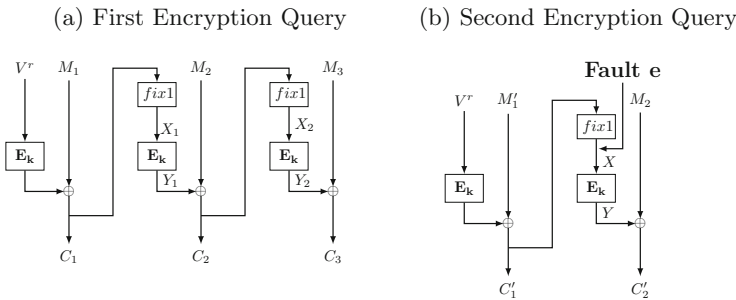 (a) First Encryption Query
(b) Second Encryption Query
V^r M_1 M_2 M_3
fix1 fix1
X_1 X_2
E_k E_k E_k
Y_1 Y_2
C_1 C_2 C_3
Fault e
V^r M'_1 M_2
fix1
X
E_k E_k
Y
C'_1 C'_2